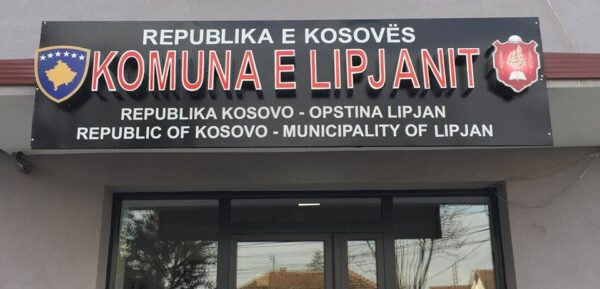 REPUBLIKA E KOSOVËS
KOMUNA E LIPJANIT
REPUBLIKA KOSOVO - OPSTINA LIPJAN
REPUBLIC OF KOSOVO - MUNICIPALITY OF LIPJAN